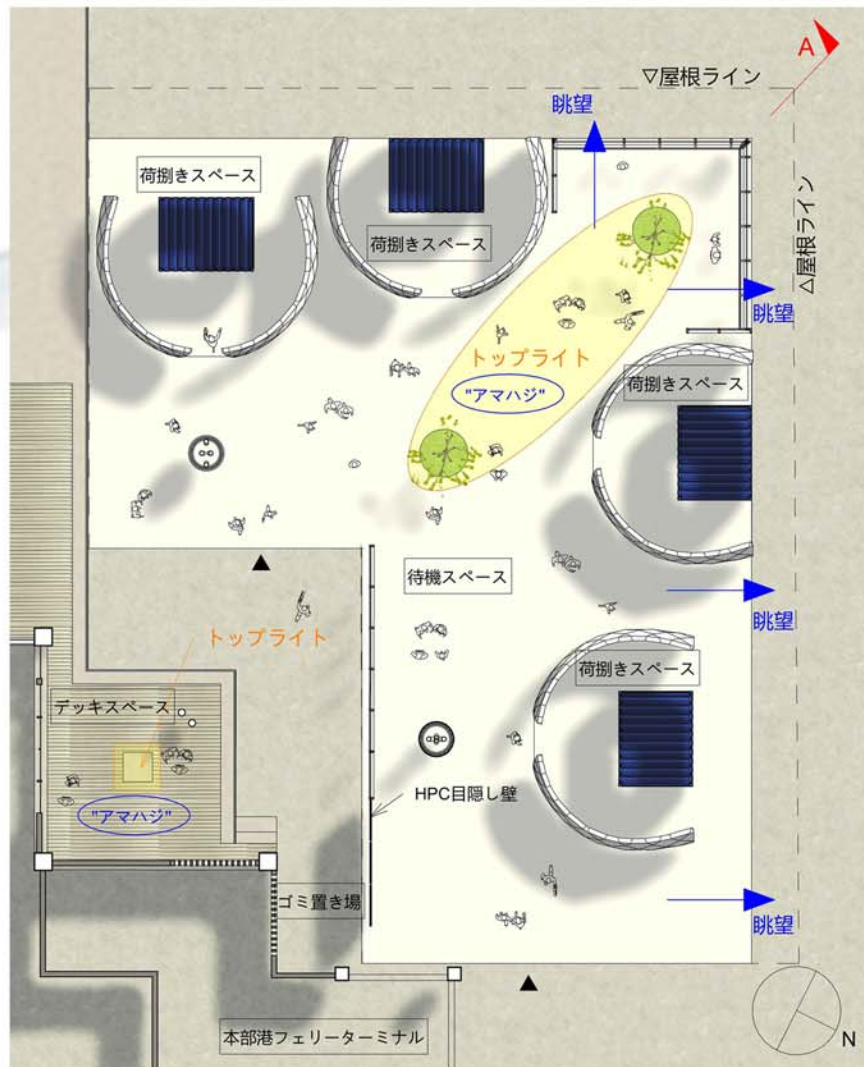 A
▽屋根ライン
眺望
荷捌きスペース
荷捌きスペース
△屋根ライン
眺望
トップライト
"アマハジ"
荷捌きスペース
待機スペース
眺望
トップライト
荷捌きスペース
デッキスペース
HPC目隠し壁
"アマハジ"
ゴミ置き場
眺望
本部港フェリーターミナル
N